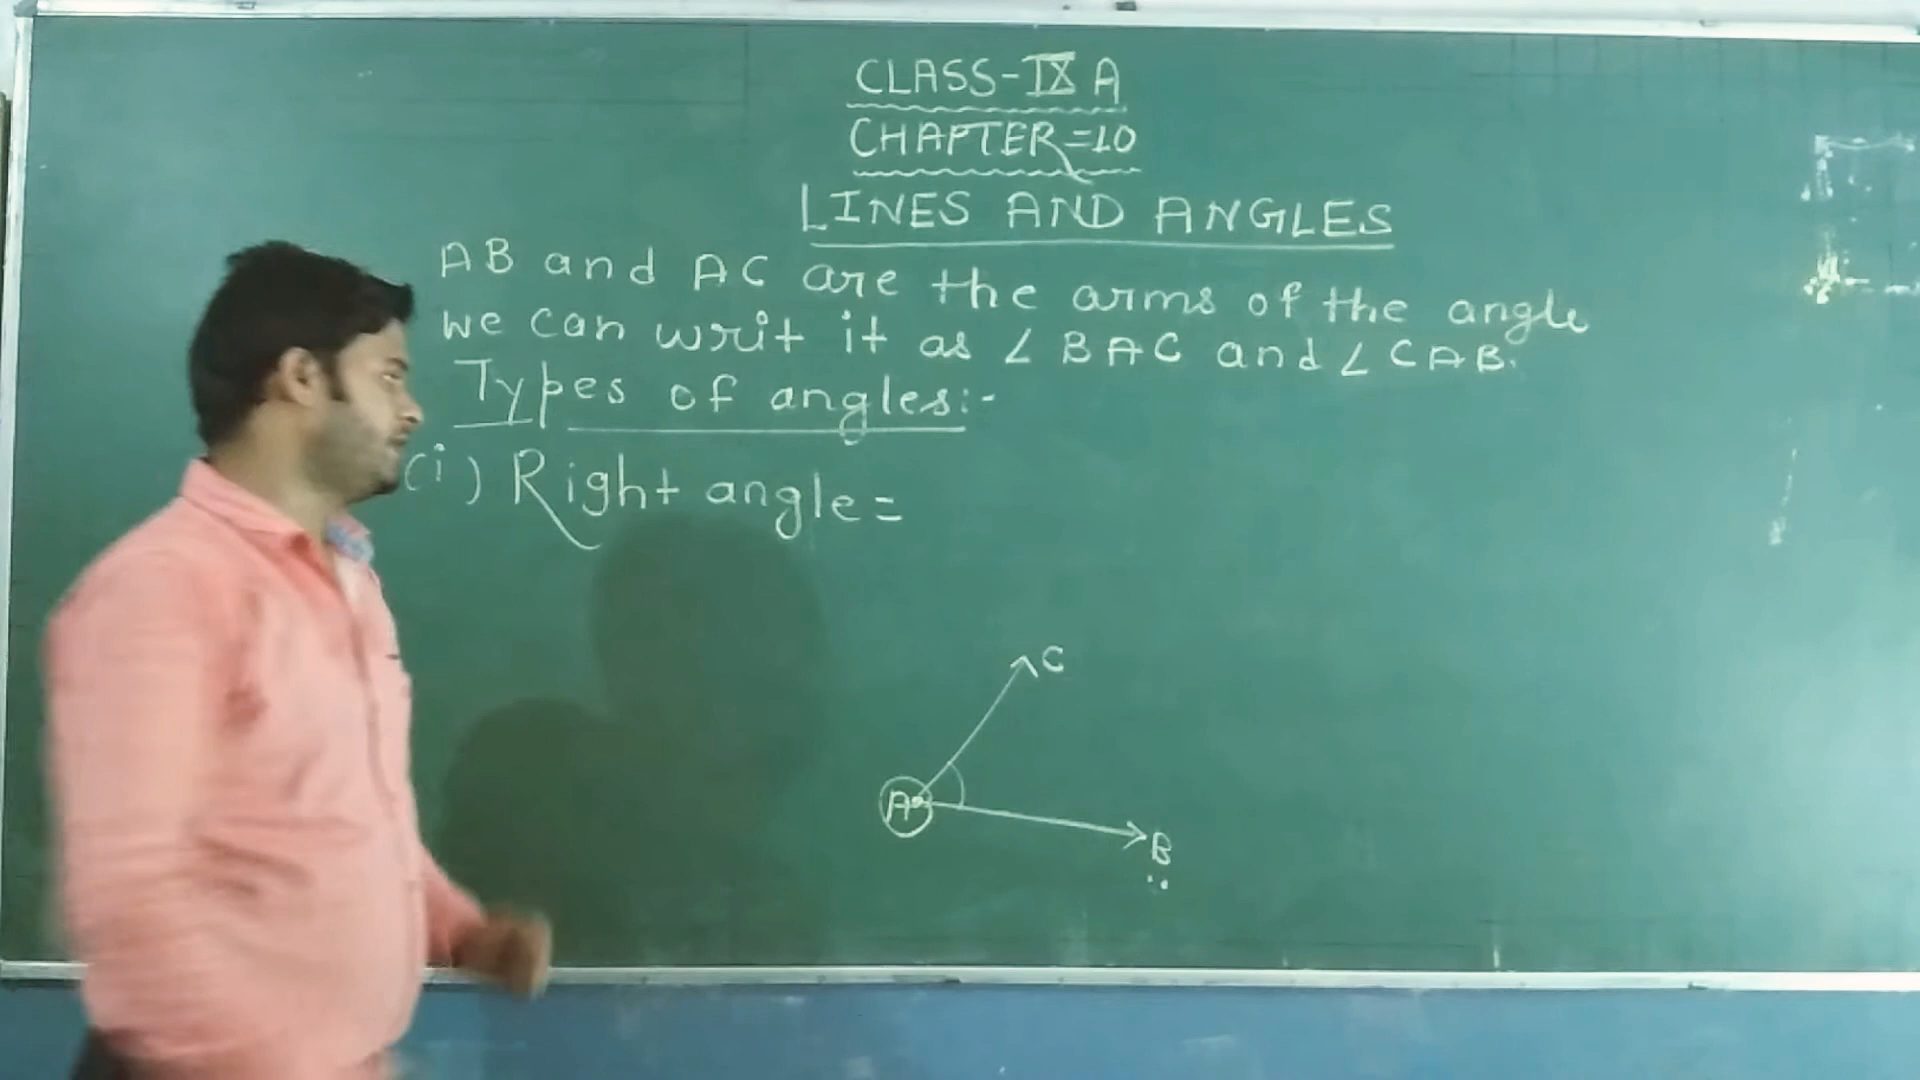 CLASS-IX A
CHAPTER=10
LINES AND ANGLES
AB and AC are the arms of the angle
we can writ it as ∠BAC and ∠CAB.
Types of angles:-
(i) Right angle=
C
A
B